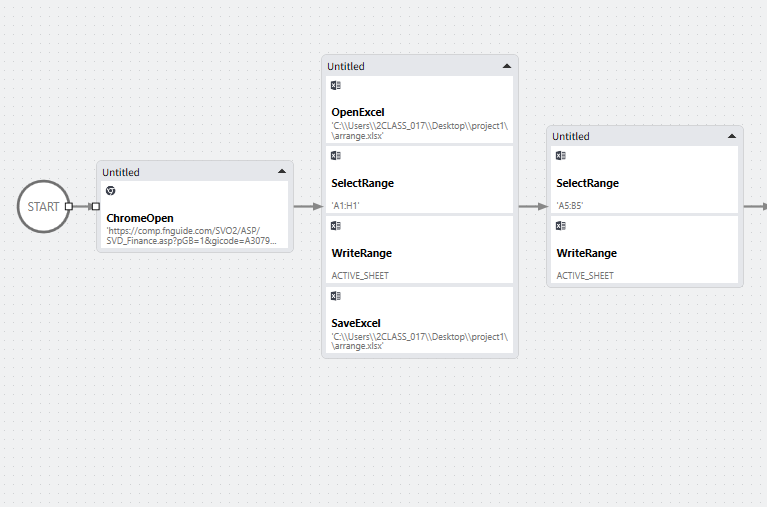 START
Untitled
ChromeOpen
'https://comp.fnguide.com/SVO2/ASP/
SVD_Finance.asp?pGB=1&gicode=A3079...
Untitled
OpenExcel
'C:\\Users\\2CLASS_017\\Desktop\\project1\
\arrange.xlsx'
SelectRange
'A1:H1'
WriteRange
ACTIVE_SHEET
SaveExcel
'C:\\Users\\2CLASS_017\\Desktop\\project1\
\arrange.xlsx'
Untitled
SelectRange
'A5:B5'
WriteRange
ACTIVE_SHEET